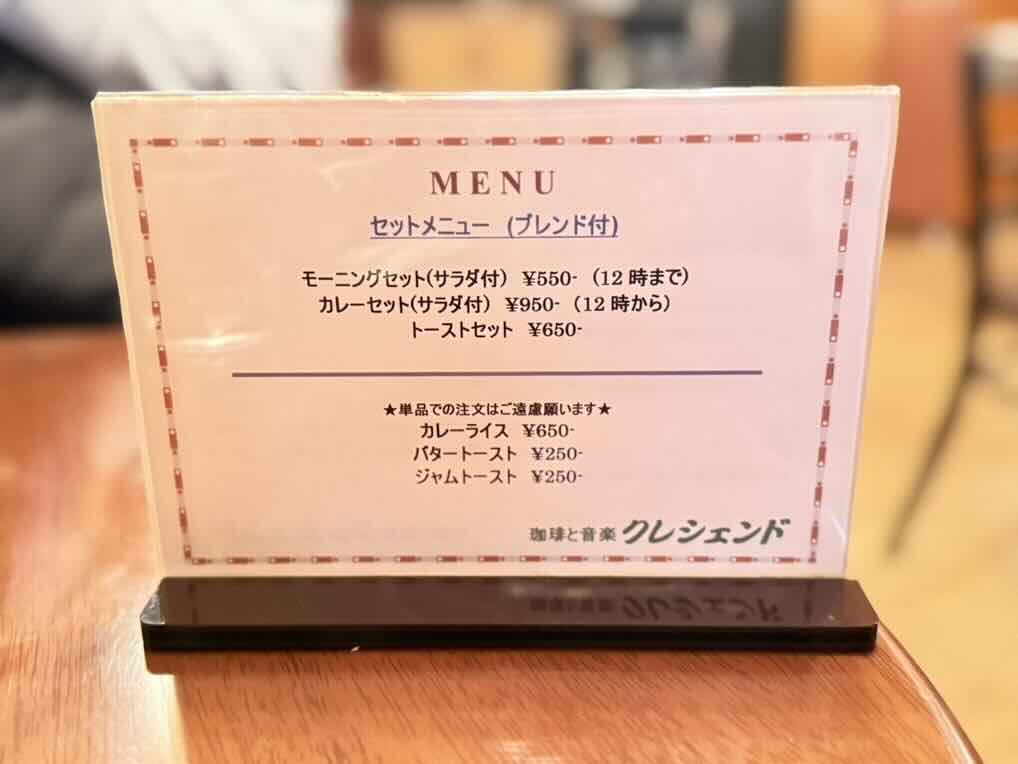 MENU
セットメニュー (ブレンド付)
モーニングセット(サラダ付) ¥550- (12時まで)
カレーセット(サラダ付) ¥950- (12時から)
トーストセット ¥650-
★単品での注文はご遠慮願います★
カレーライス ¥650-
バタートースト ¥250-
ジャムトースト ¥250-
珈琲と音楽 クレシェンド